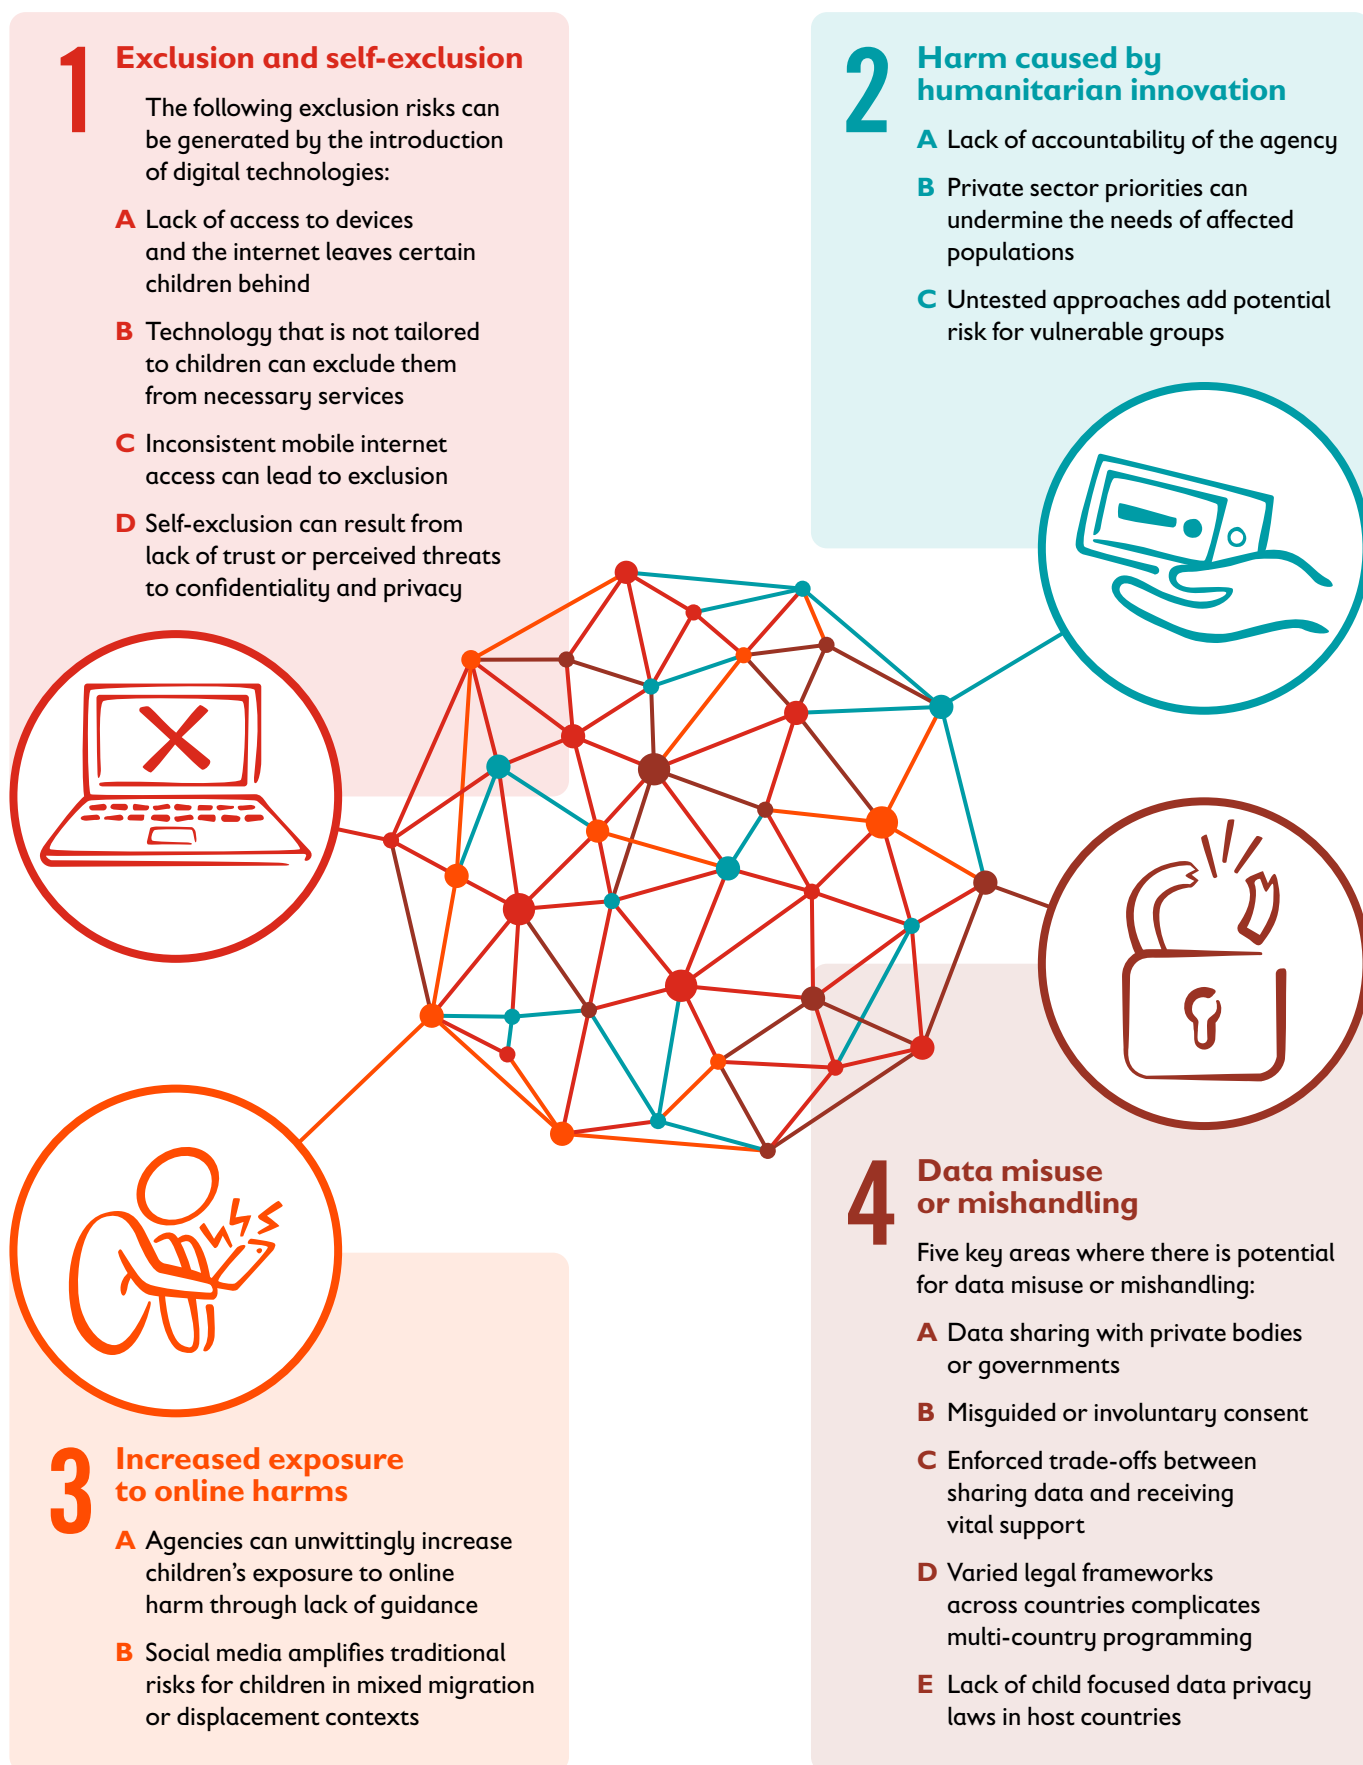 1
Exclusion and self-exclusion
The following exclusion risks can
be generated by the introduction
of digital technologies:
A Lack of access to devices
and the internet leaves certain
children behind
B Technology that is not tailored
to children can exclude them
from necessary services
C Inconsistent mobile internet
access can lead to exclusion
D Self-exclusion can result from
lack of trust or perceived threats
to confidentiality and privacy
2
Harm caused by
humanitarian innovation
A Lack of accountability of the agency
B Private sector priorities can
undermine the needs of affected
populations
C Untested approaches add potential
risk for vulnerable groups
3
Increased exposure
to online harms
A Agencies can unwittingly increase
children’s exposure to online
harm through lack of guidance
B Social media amplifies traditional
risks for children in mixed migration
or displacement contexts
4
Data misuse
or mishandling
Five key areas where there is potential
for data misuse or mishandling:
A Data sharing with private bodies
or governments
B Misguided or involuntary consent
C Enforced trade-offs between
sharing data and receiving
vital support
D Varied legal frameworks
across countries complicates
multi-country programming
E Lack of child focused data privacy
laws in host countries